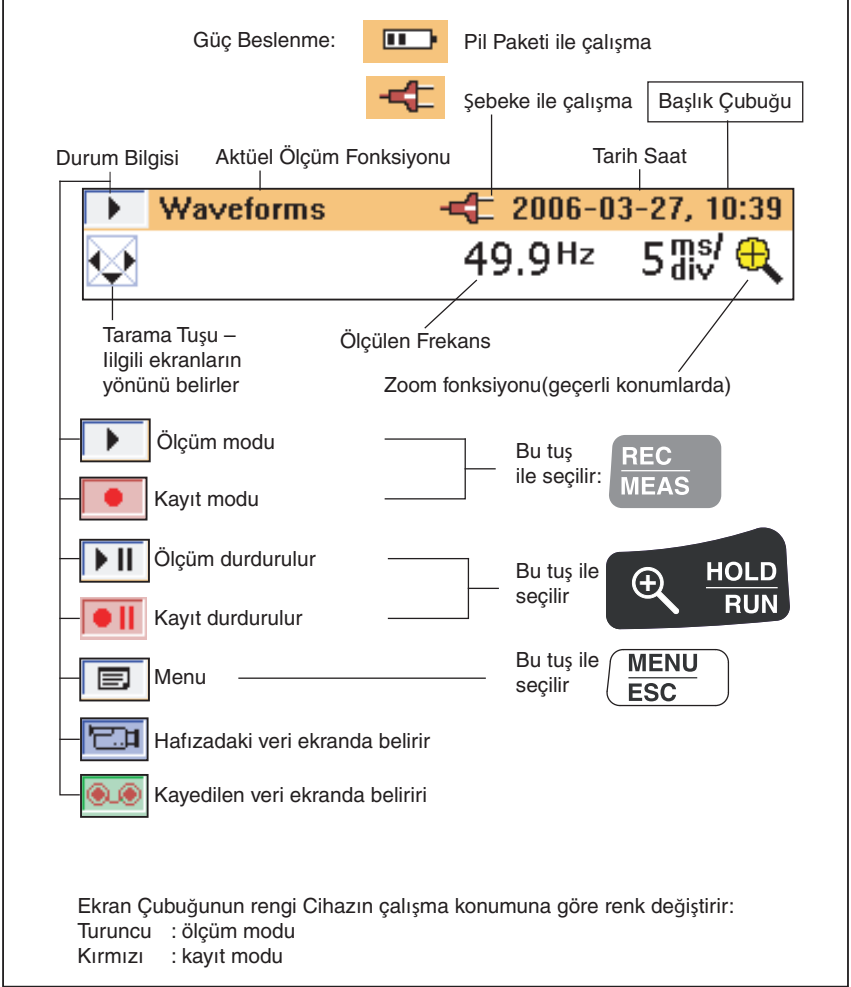 Güç Beslenme:
Pil Paketi ile çalışma
Şebeke ile çalışma
Başlık Çubuğu
Durum Bilgisi
Aktüel Ölçüm Fonksiyonu
Tarih Saat
Waveforms
2006-03-27, 10:39
49.9 Hz
5 ms/
div
Tarama Tuşu –
Iilgili ekranların
yönünü belirler
Ölçülen Frekans
Zoom fonksiyonu(geçerli konumlarda)
Ölçüm modu
Kayıt modu
Bu tuş
ile seçilir:
REC
MEAS
Ölçüm durdurulur
Kayıt durdurulur
Bu tuş ile
seçilir
HOLD
RUN
Menu
Bu tuş ile
seçilir
MENU
ESC
Hafızadaki veri ekranda belirir
Kayedilen veri ekranda beliriri
Ekran Çubuğunun rengi Cihazın çalışma konumuna göre renk değiştirir:
Turuncu : ölçüm modu
Kırmızı : kayıt modu